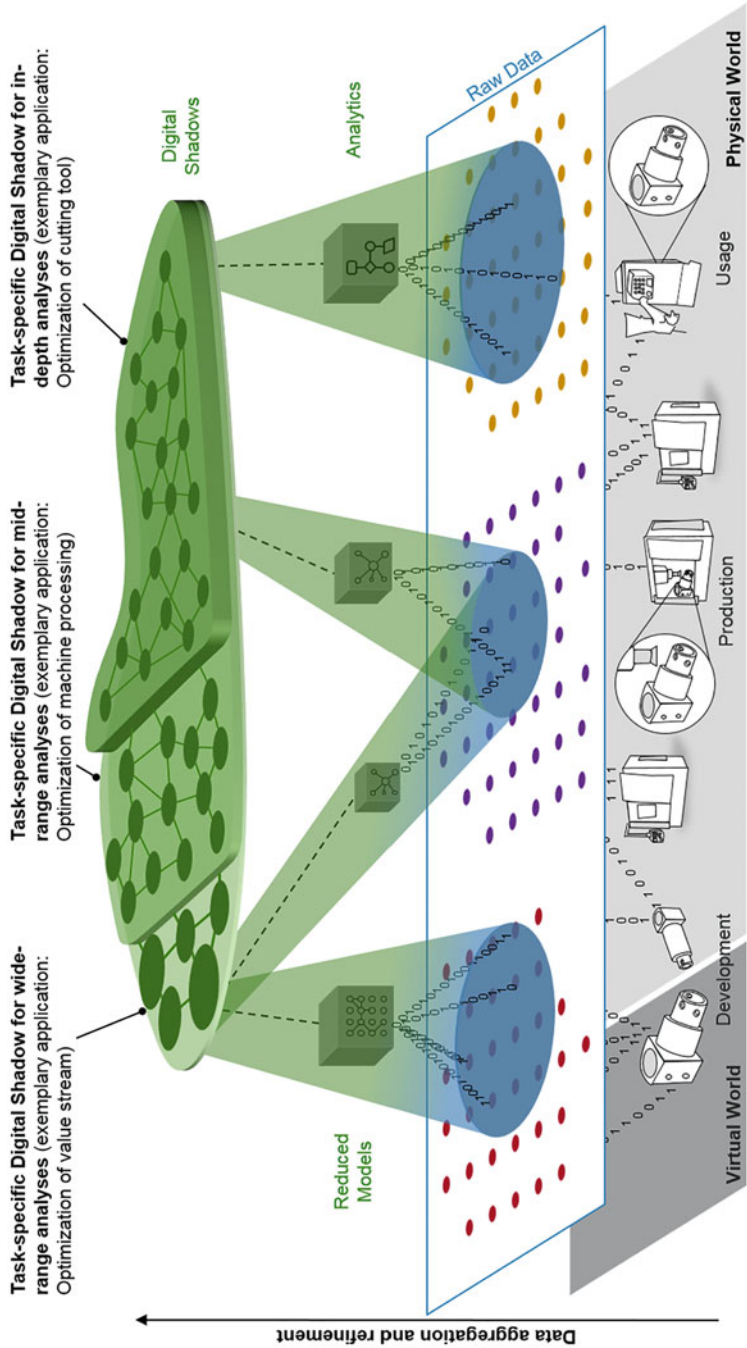 Task-specific Digital Shadow for wide-
range analyses (exemplary application:
Optimization of value stream)
Task-specific Digital Shadow for mid-
range analyses (exemplary application:
Optimization of machine processing)
Task-specific Digital Shadow for in-
depth analyses (exemplary application:
Optimization of cutting tool)
Digital
Shadows
Reduced
Models
Analytics
Raw Data
Data aggregation and refinement
Development
Production
Usage
Virtual World
Physical World